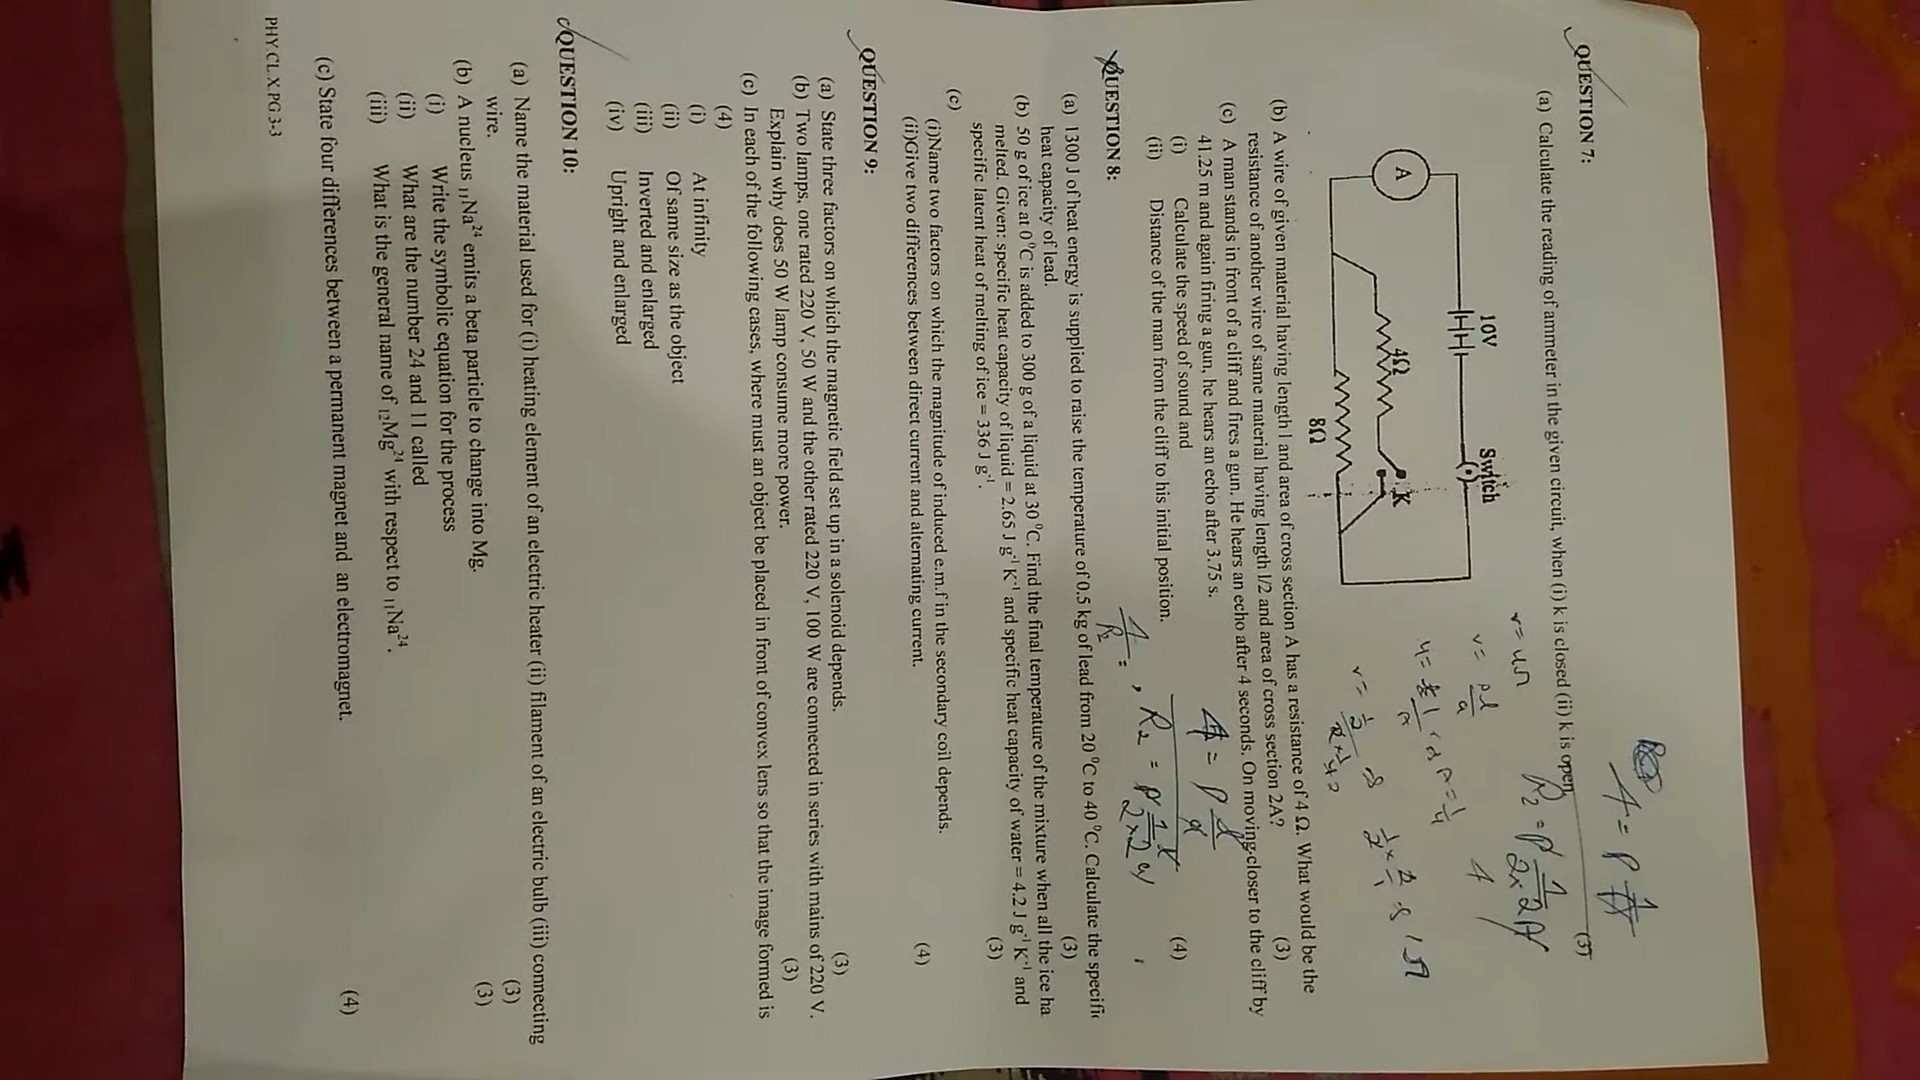 QUESTION 7:
(a) Calculate the reading of ammeter in the given circuit, when (i) k is closed (ii) k is open.
(3)
10V
Switch
A
4Ω
K
8Ω
(b) A wire of given material having length l and area of cross section A has a resistance of 4 Ω. What would be the
resistance of another wire of same material having length l/2 and area of cross section 2A?
(3)
(c) A man stands in front of a cliff and fires a gun. He hears an echo after 4 seconds. On moving closer to the cliff by
41.25 m and again firing a gun, he hears an echo after 3.75 s.
(i) Calculate the speed of sound and
(ii) Distance of the man from the cliff to his initial position.
(4)
QUESTION 8:
(a) 1300 J of heat energy is supplied to raise the temperature of 0.5 kg of lead from 20 ⁰C to 40 ⁰C. Calculate the specific
heat capacity of lead.
(3)
(b) 50 g of ice at 0 ⁰C is added to 300 g of a liquid at 30 ⁰C. Find the final temperature of the mixture when all the ice ha
melted. Given: specific heat capacity of liquid = 2.65 J g⁻¹ K⁻¹ and specific heat capacity of water = 4.2 J g⁻¹ K⁻¹ and
specific latent heat of melting of ice = 336 J g⁻¹.
(3)
(c)
(i)Name two factors on which the magnitude of induced e.m.f in the secondary coil depends.
(ii)Give two differences between direct current and alternating current.
(4)
QUESTION 9:
(a) State three factors on which the magnetic field set up in a solenoid depends.
(3)
(b) Two lamps, one rated 220 V, 50 W and the other rated 220 V, 100 W are connected in series with mains of 220 V.
Explain why does 50 W lamp consume more power.
(3)
(c) In each of the following cases, where must an object be placed in front of convex lens so that the image formed is
(4)
(i) At infinity
(ii) Of same size as the object
(iii) Inverted and enlarged
(iv) Upright and enlarged
QUESTION 10:
(a) Name the material used for (i) heating element of an electric heater (ii) filament of an electric bulb (iii) connecting
wire.
(3)
(b) A nucleus ₁₁Na²⁴ emits a beta particle to change into Mg.
(3)
(i) Write the symbolic equation for the process
(ii) What are the number 24 and 11 called
(iii) What is the general name of ₁₂Mg²⁴ with respect to ₁₁Na²⁴.
(c) State four differences between a permanent magnet and an electromagnet.
(4)
PHY.CL.X.PG 3-3